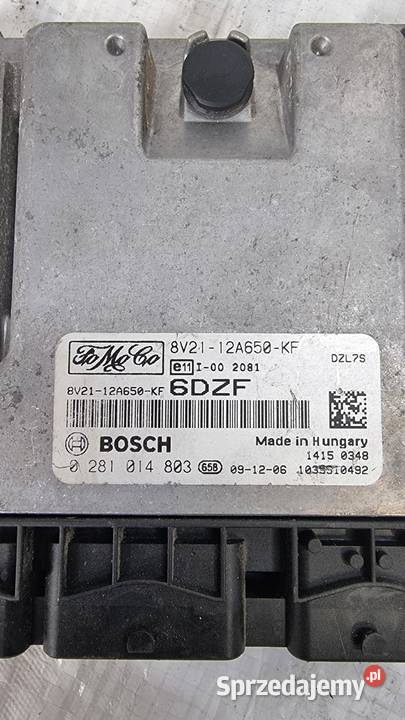 FoMoCo 8V21-12A650-KF DZL7S
e11 I-00 2081
8V21-12A650-KF 6DZF
BOSCH Made in Hungary
1415 0348
0 281 014 803 G5B 09-12-06 1039S10492
Sprzedajemy.pl